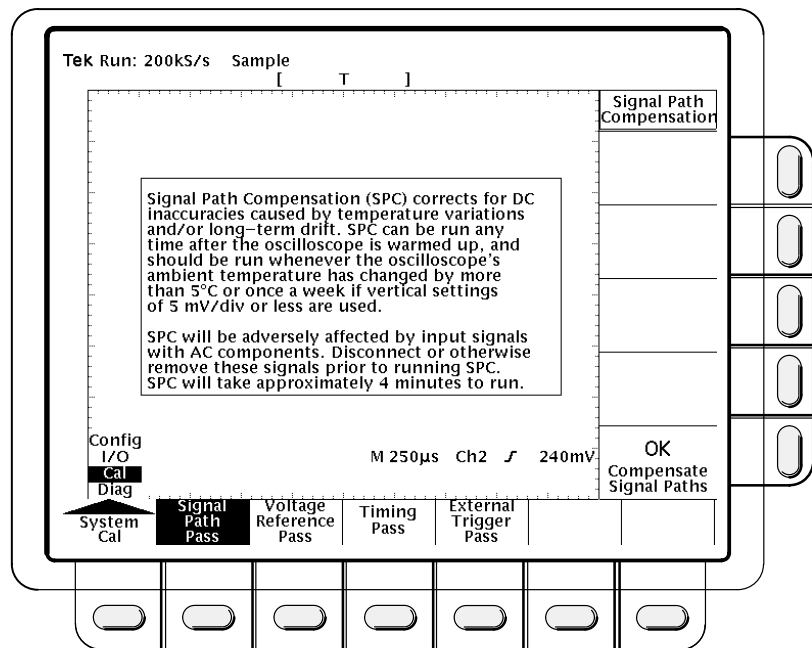 Tek Run: 200kS/s Sample
[ T ]
Signal Path
Compensation
Signal Path Compensation (SPC) corrects for DC
inaccuracies caused by temperature variations
and/or long–term drift. SPC can be run any
time after the oscilloscope is warmed up, and
should be run whenever the oscilloscope's
ambient temperature has changed by more
than 5°C or once a week if vertical settings
of 5 mV/div or less are used.
SPC will be adversely affected by input signals
with AC components. Disconnect or otherwise
remove these signals prior to running SPC.
SPC will take approximately 4 minutes to run.
Config
I/O
Cal
Diag
M 250µs Ch2 ƒ 240mV
OK
Compensate
Signal Paths
System
Cal
Signal
Path
Pass
Voltage
Reference
Pass
Timing
Pass
External
Trigger
Pass